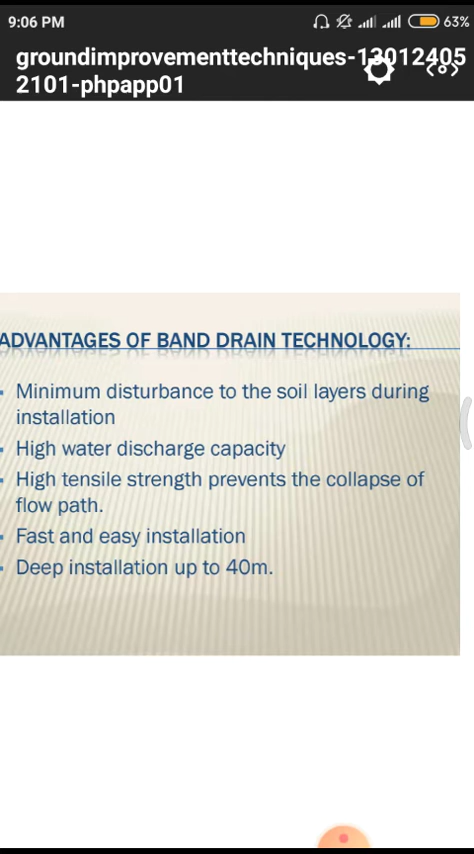 9:06 PM
63%
groundimprovementtechniques-13012405
2101-phpapp01
ADVANTAGES OF BAND DRAIN TECHNOLOGY:
Minimum disturbance to the soil layers during
installation
High water discharge capacity
High tensile strength prevents the collapse of
flow path.
Fast and easy installation
Deep installation up to 40m.